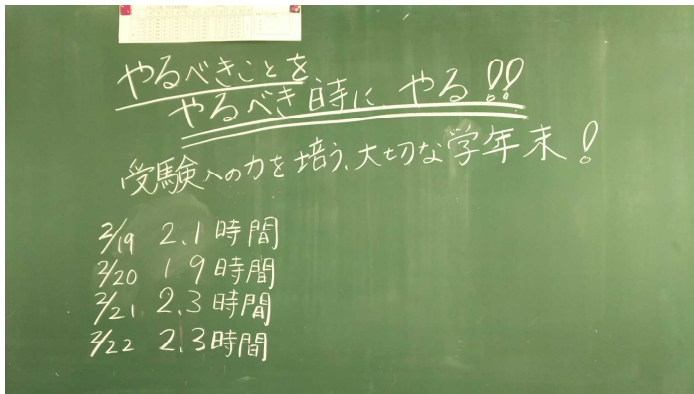 やるべきことを
やるべき時に やる!!
受験への力を培う、大切な学年末!
2/19 2.1時間
2/20 1 9時間
2/21 2.3時間
2/22 2.3時間